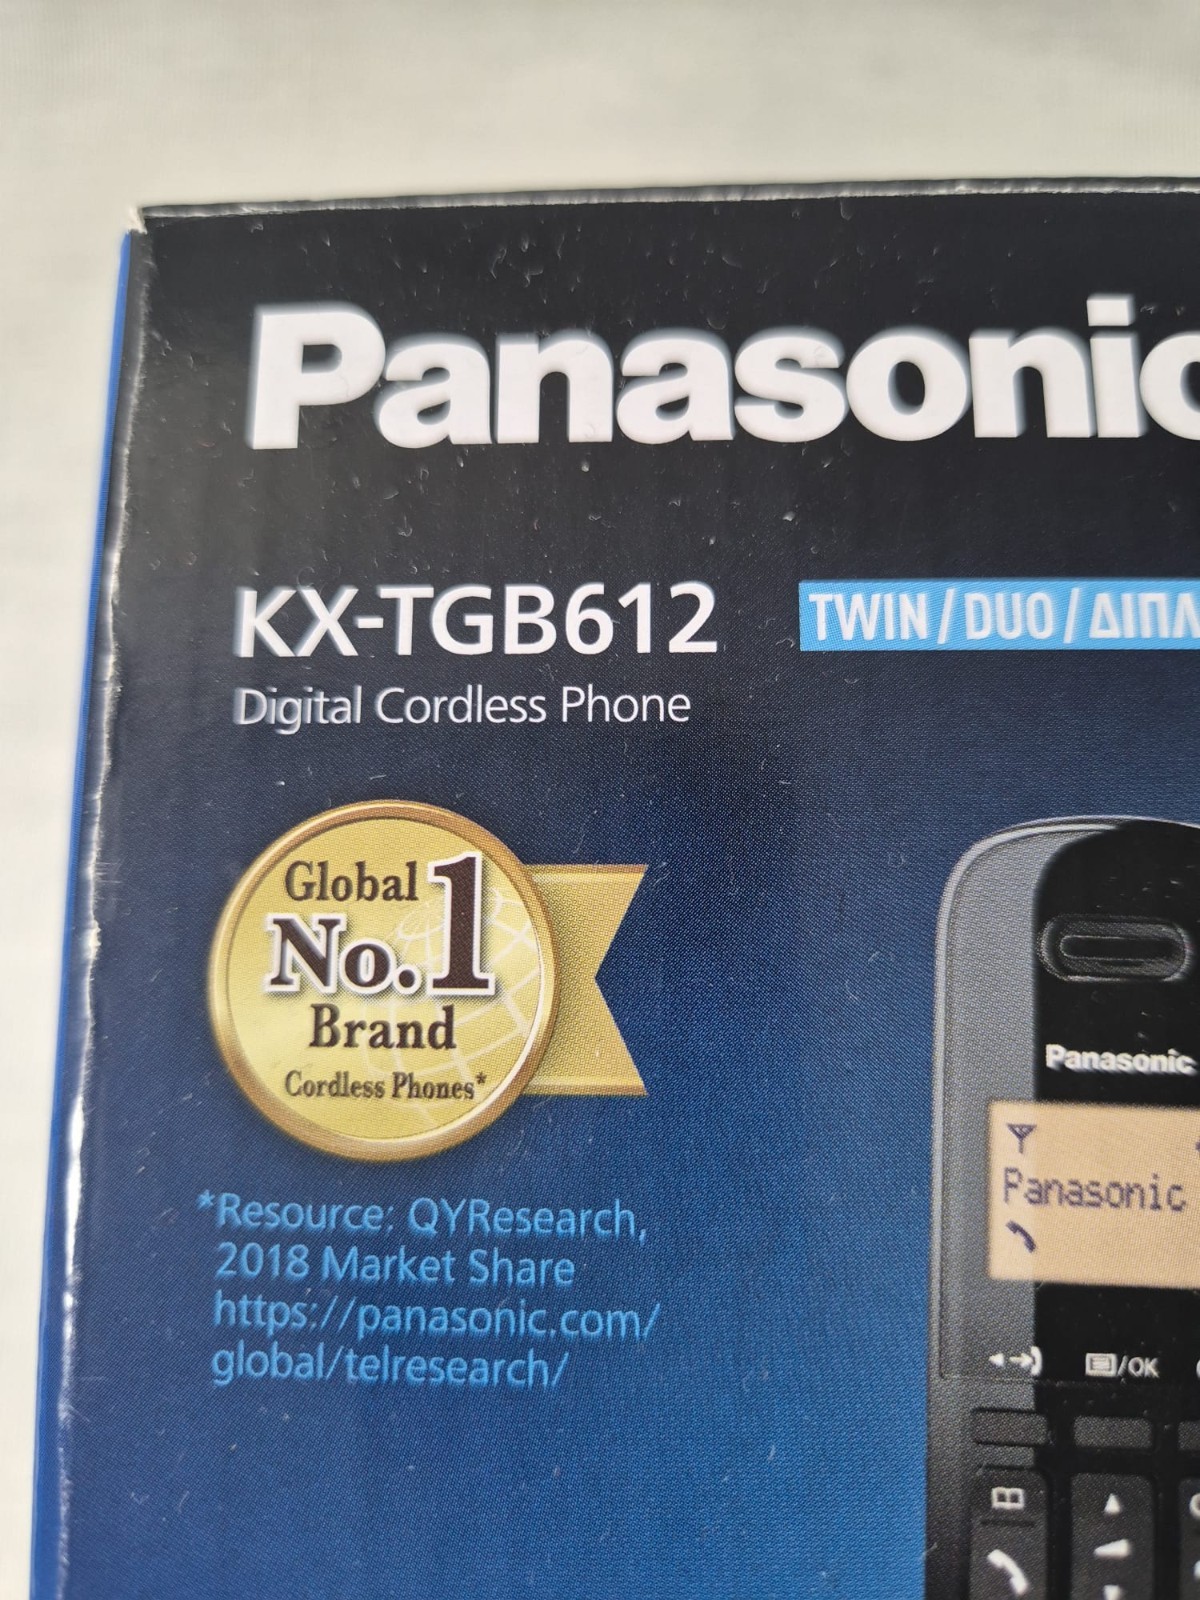 Panasonic
KX-TGB612
TWIN / DUO / ΔΙΠΛ
Digital Cordless Phone
Global
No.1
Brand
Cordless Phones*
*Resource: QYResearch,
2018 Market Share
https://panasonic.com/
global/telresearch/
Panasonic
Panasonic
/OK